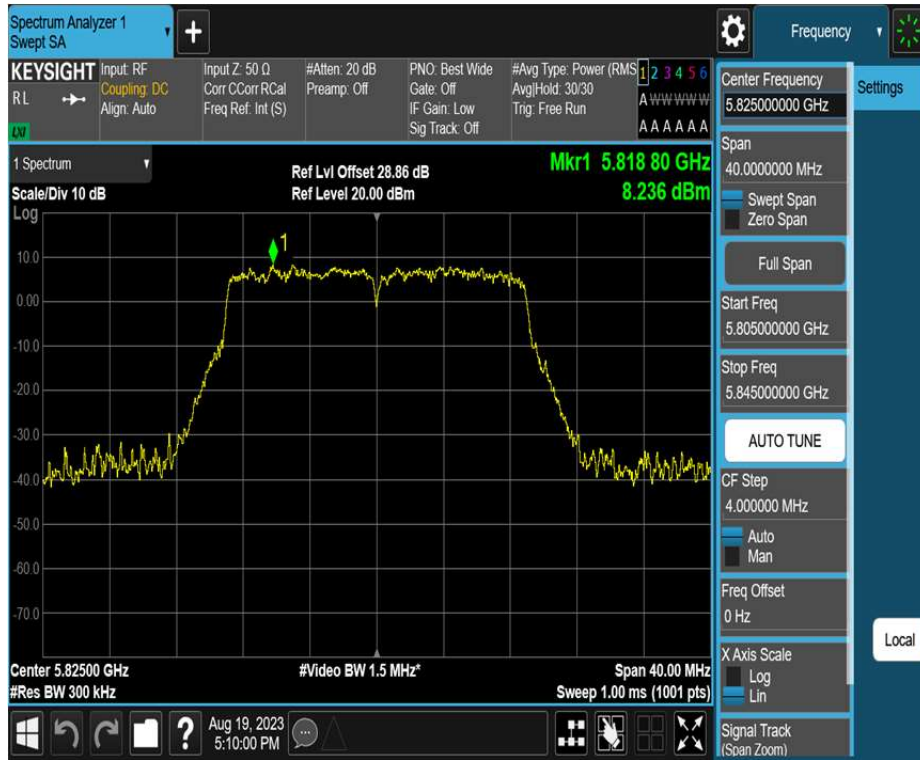 Spectrum Analyzer 1
Swept SA
+
Frequency
KEYSIGHT
RL
LXI
Input: RF
Coupling: DC
Align: Auto
Input Z: 50 Ω
Corr CCorr RCal
Freq Ref: Int (S)
#Atten: 20 dB
Preamp: Off
PNO: Best Wide
Gate: Off
IF Gain: Low
Sig Track: Off
#Avg Type: Power (RMS
Avg|Hold: 30/30
Trig: Free Run
1 2 3 4 5 6
A W W W W W
A A A A A A
1 Spectrum
Scale/Div 10 dB
Log
Ref Lvl Offset 28.86 dB
Ref Level 20.00 dBm
Mkr1 5.818 80 GHz
8.236 dBm
1
10.0
0.00
-10.0
-20.0
-30.0
-40.0
-50.0
-60.0
-70.0
Center 5.82500 GHz
#Res BW 300 kHz
#Video BW 1.5 MHz*
Span 40.00 MHz
Sweep 1.00 ms (1001 pts)
?
Aug 19, 2023
5:10:00 PM
Center Frequency
5.825000000 GHz
Span
40.0000000 MHz
Swept Span
Zero Span
Full Span
Start Freq
5.805000000 GHz
Stop Freq
5.845000000 GHz
AUTO TUNE
CF Step
4.000000 MHz
Auto
Man
Freq Offset
0 Hz
X Axis Scale
Log
Lin
Signal Track
(Span Zoom)
Settings
Local